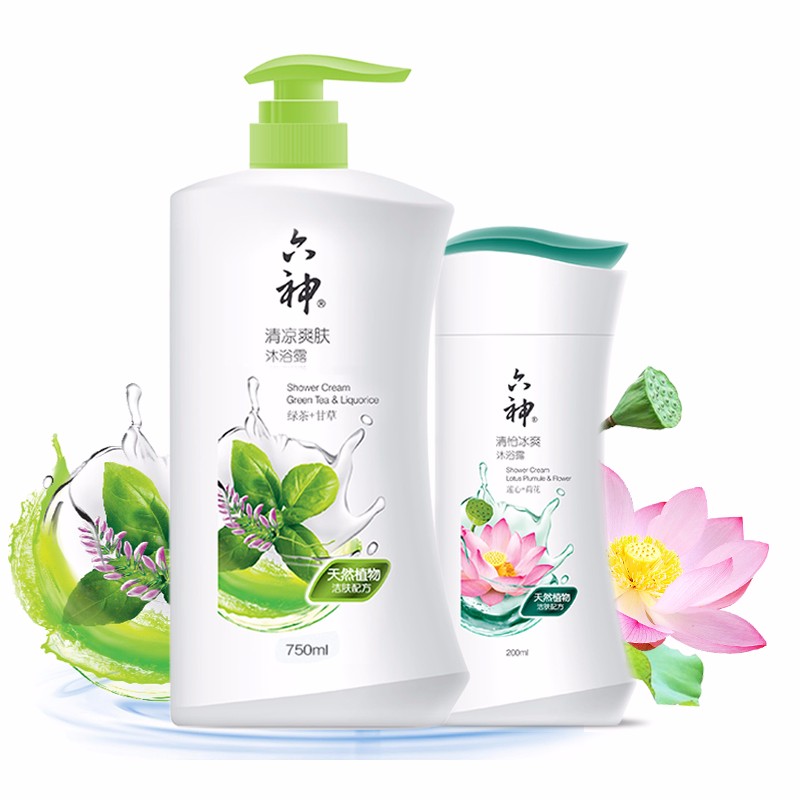 六
神®
清凉爽肤
沐浴露
Shower Cream
Green Tea & Liquorice
绿茶+甘草
天然植物
洁肤配方
750ml
六
神®
清怡冰爽
沐浴露
Shower Cream
Lotus Plumule & Flower
莲心+荷花
天然植物
洁肤配方
200ml